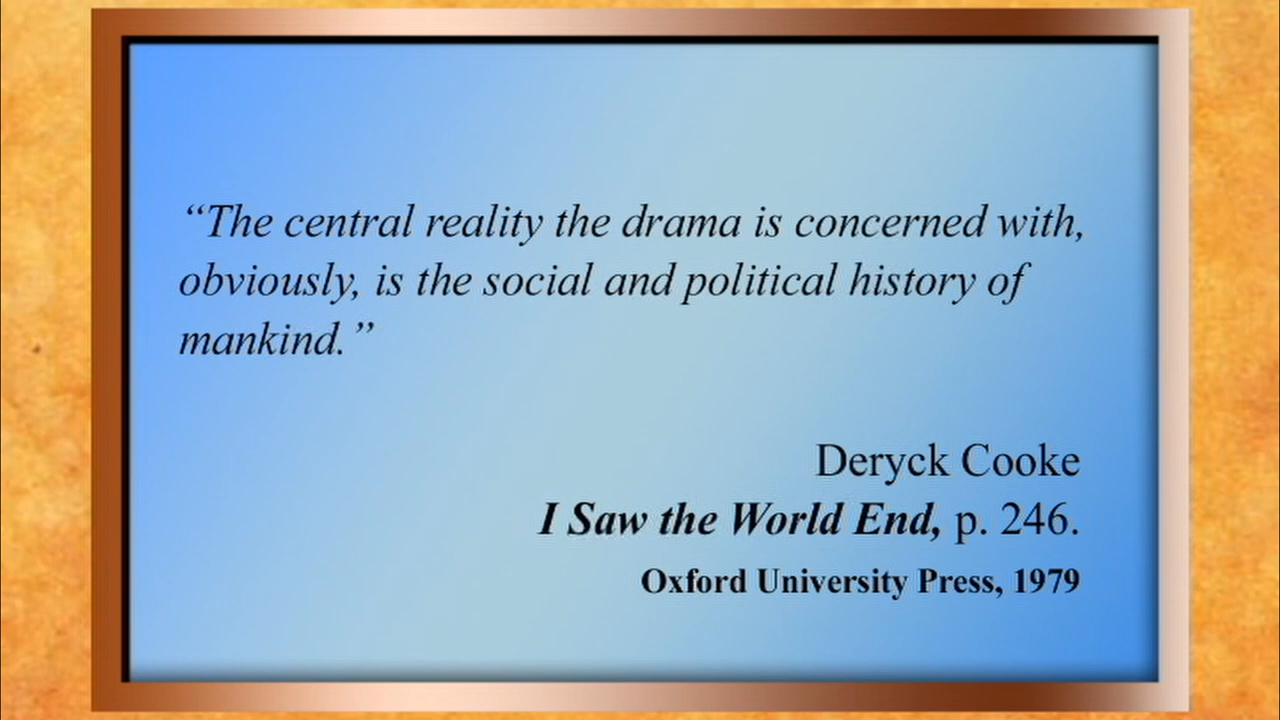 “The central reality the drama is concerned with,
obviously, is the social and political history of
mankind.”
Deryck Cooke
I Saw the World End, p. 246.
Oxford University Press, 1979